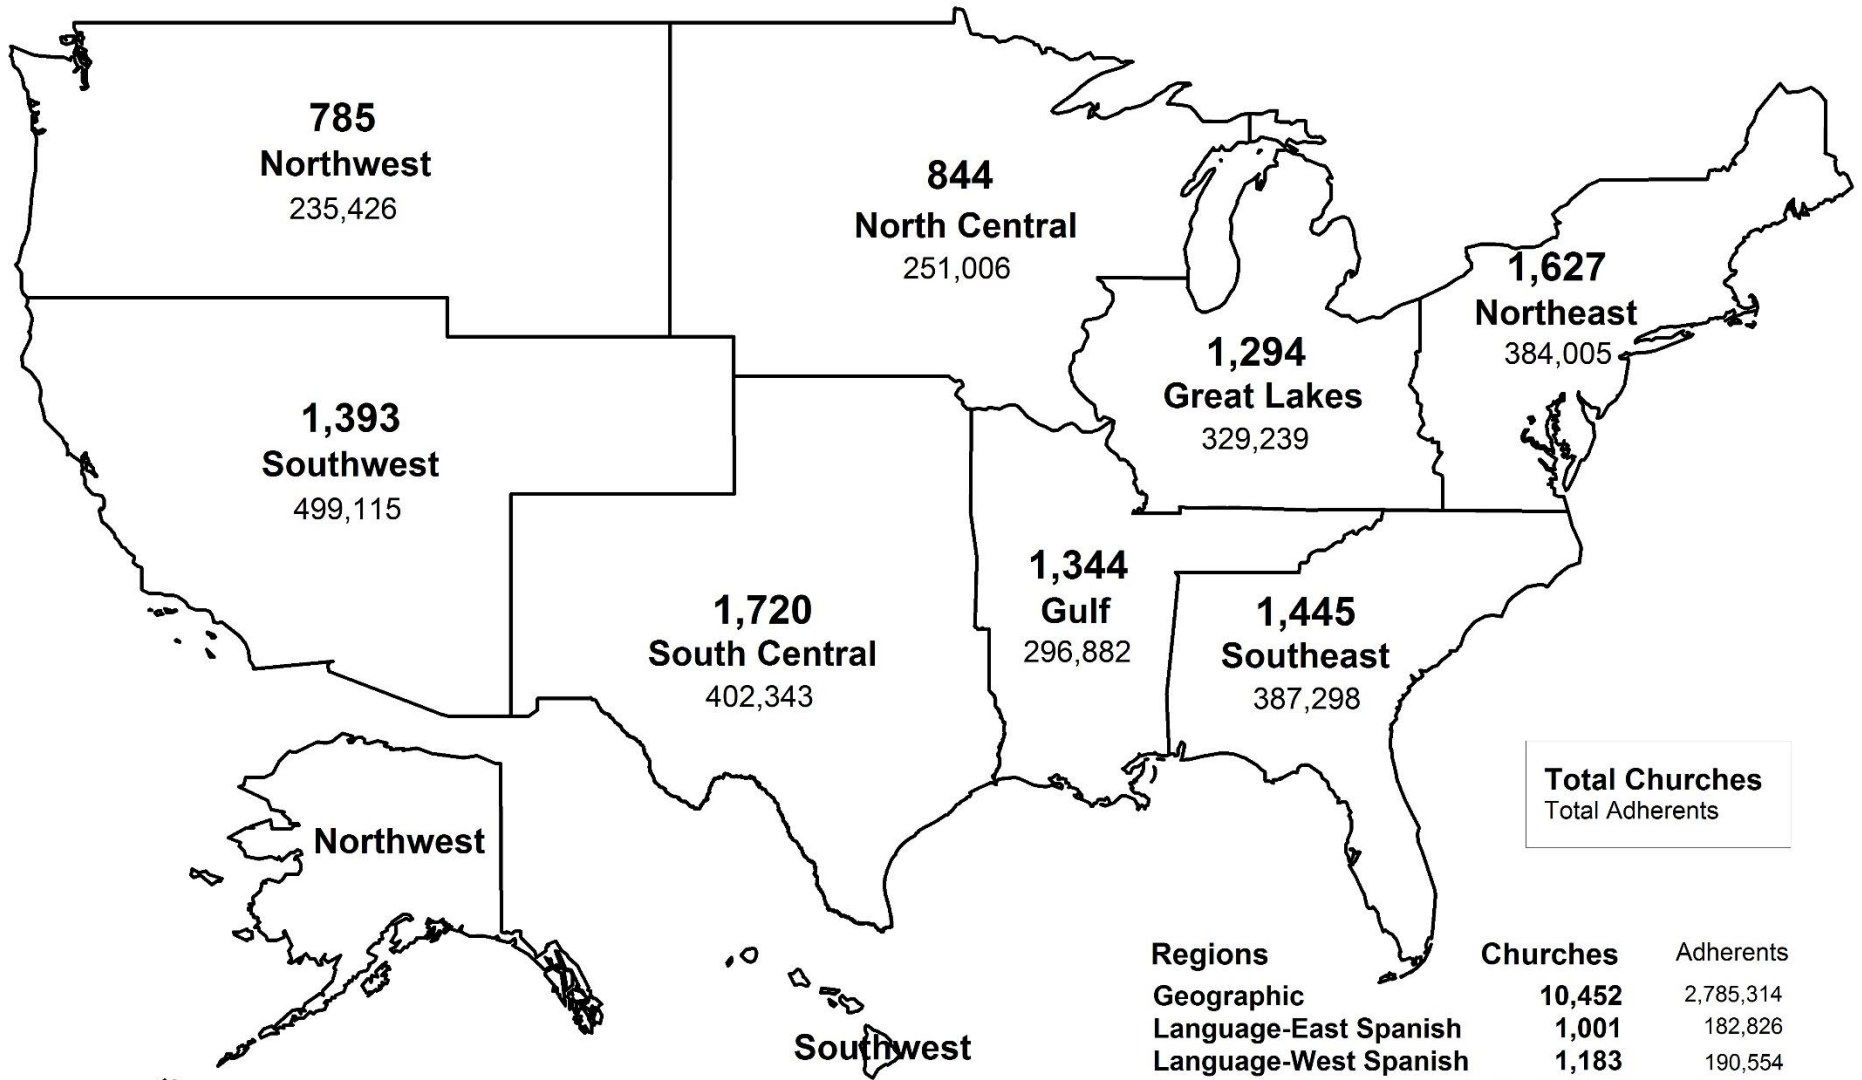 785
Northwest
235,426
844
North Central
251,006
1,627
Northeast
384,005
1,294
Great Lakes
329,239
1,393
Southwest
499,115
1,344
Gulf
296,882
1,720
South Central
402,343
1,445
Southeast
387,298
Total Churches
Total Adherents
Northwest
Southwest
Regions Churches Adherents
Geographic 10,452 2,785,314
Language-East Spanish 1,001 182,826
Language-West Spanish 1,183 190,554